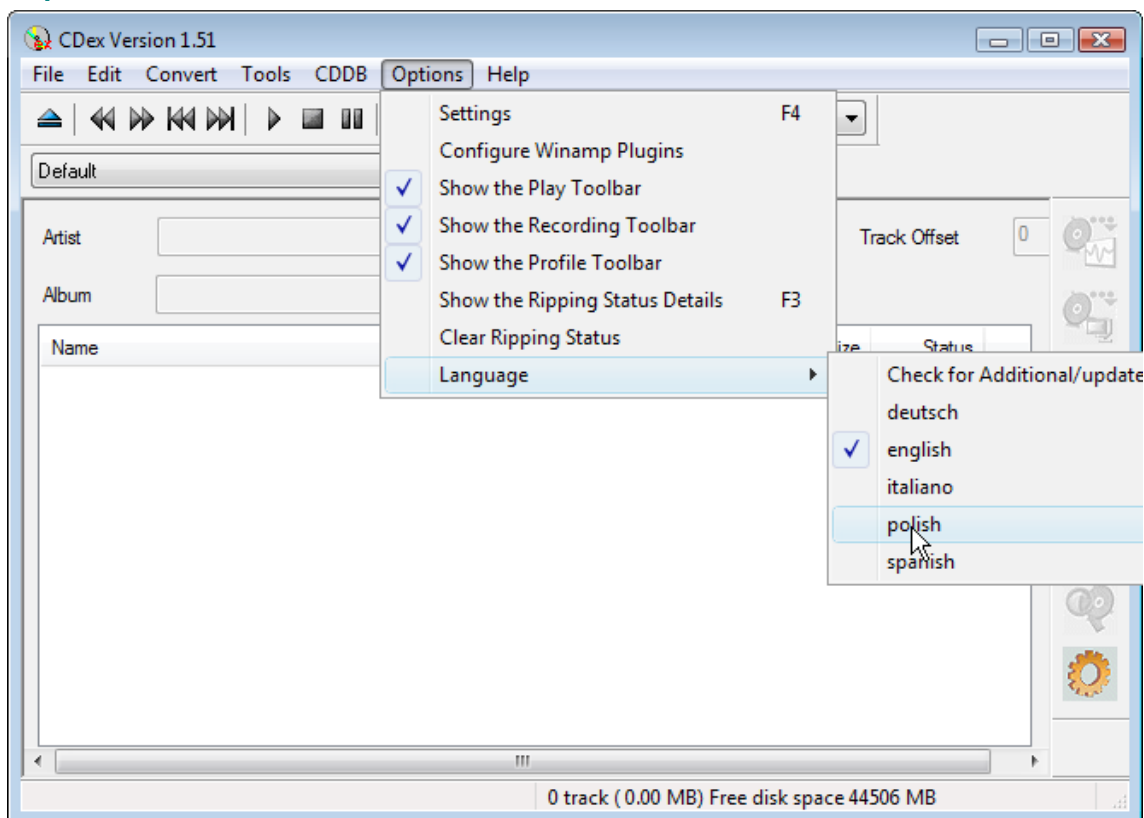 CDex Version 1.51
File Edit Convert Tools CDDB Options Help
Default
Settings F4
Configure Winamp Plugins
Show the Play Toolbar
Show the Recording Toolbar
Show the Profile Toolbar
Show the Ripping Status Details F3
Clear Ripping Status
Language
Artist
Track Offset 0
Album
Name
Status
Check for Additional/update
deutsch
english
italiano
polish
spanish
0 track ( 0.00 MB) Free disk space 44506 MB